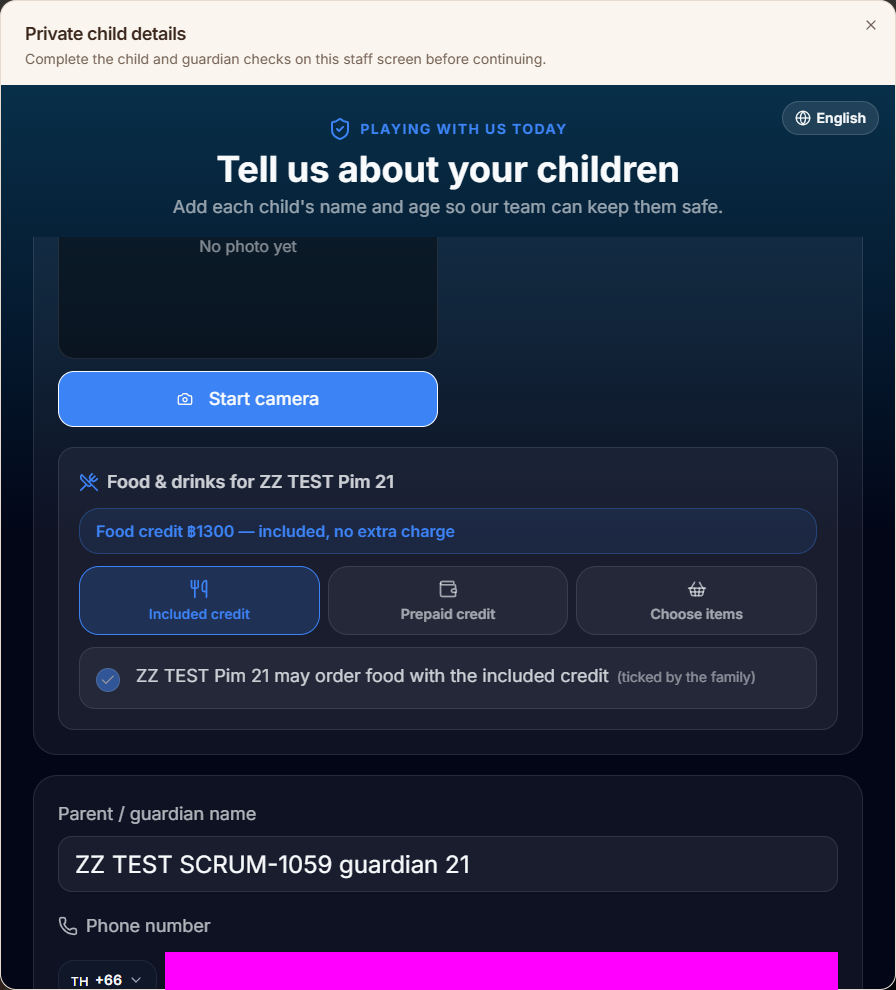 Private child details
Complete the child and guardian checks on this staff screen before continuing.
English
PLAYING WITH US TODAY
Tell us about your children
Add each child's name and age so our team can keep them safe.
No photo yet
Start camera
Food & drinks for ZZ TEST Pim 21
Food credit ฿1300 — included, no extra charge
Included credit
Prepaid credit
Choose items
ZZ TEST Pim 21 may order food with the included credit (ticked by the family)
Parent / guardian name
ZZ TEST SCRUM-1059 guardian 21
Phone number
TH +66